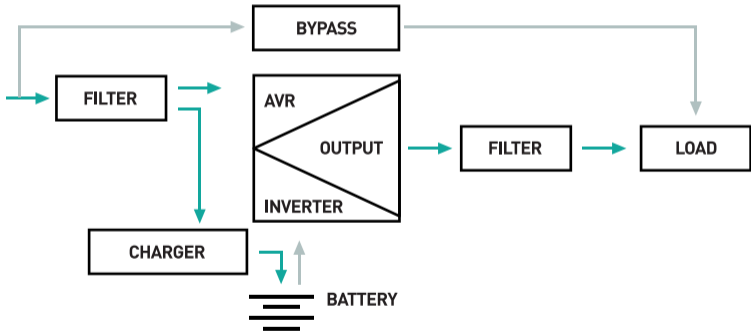 BYPASS
FILTER
AVR
OUTPUT
FILTER
LOAD
INVERTER
CHARGER
BATTERY